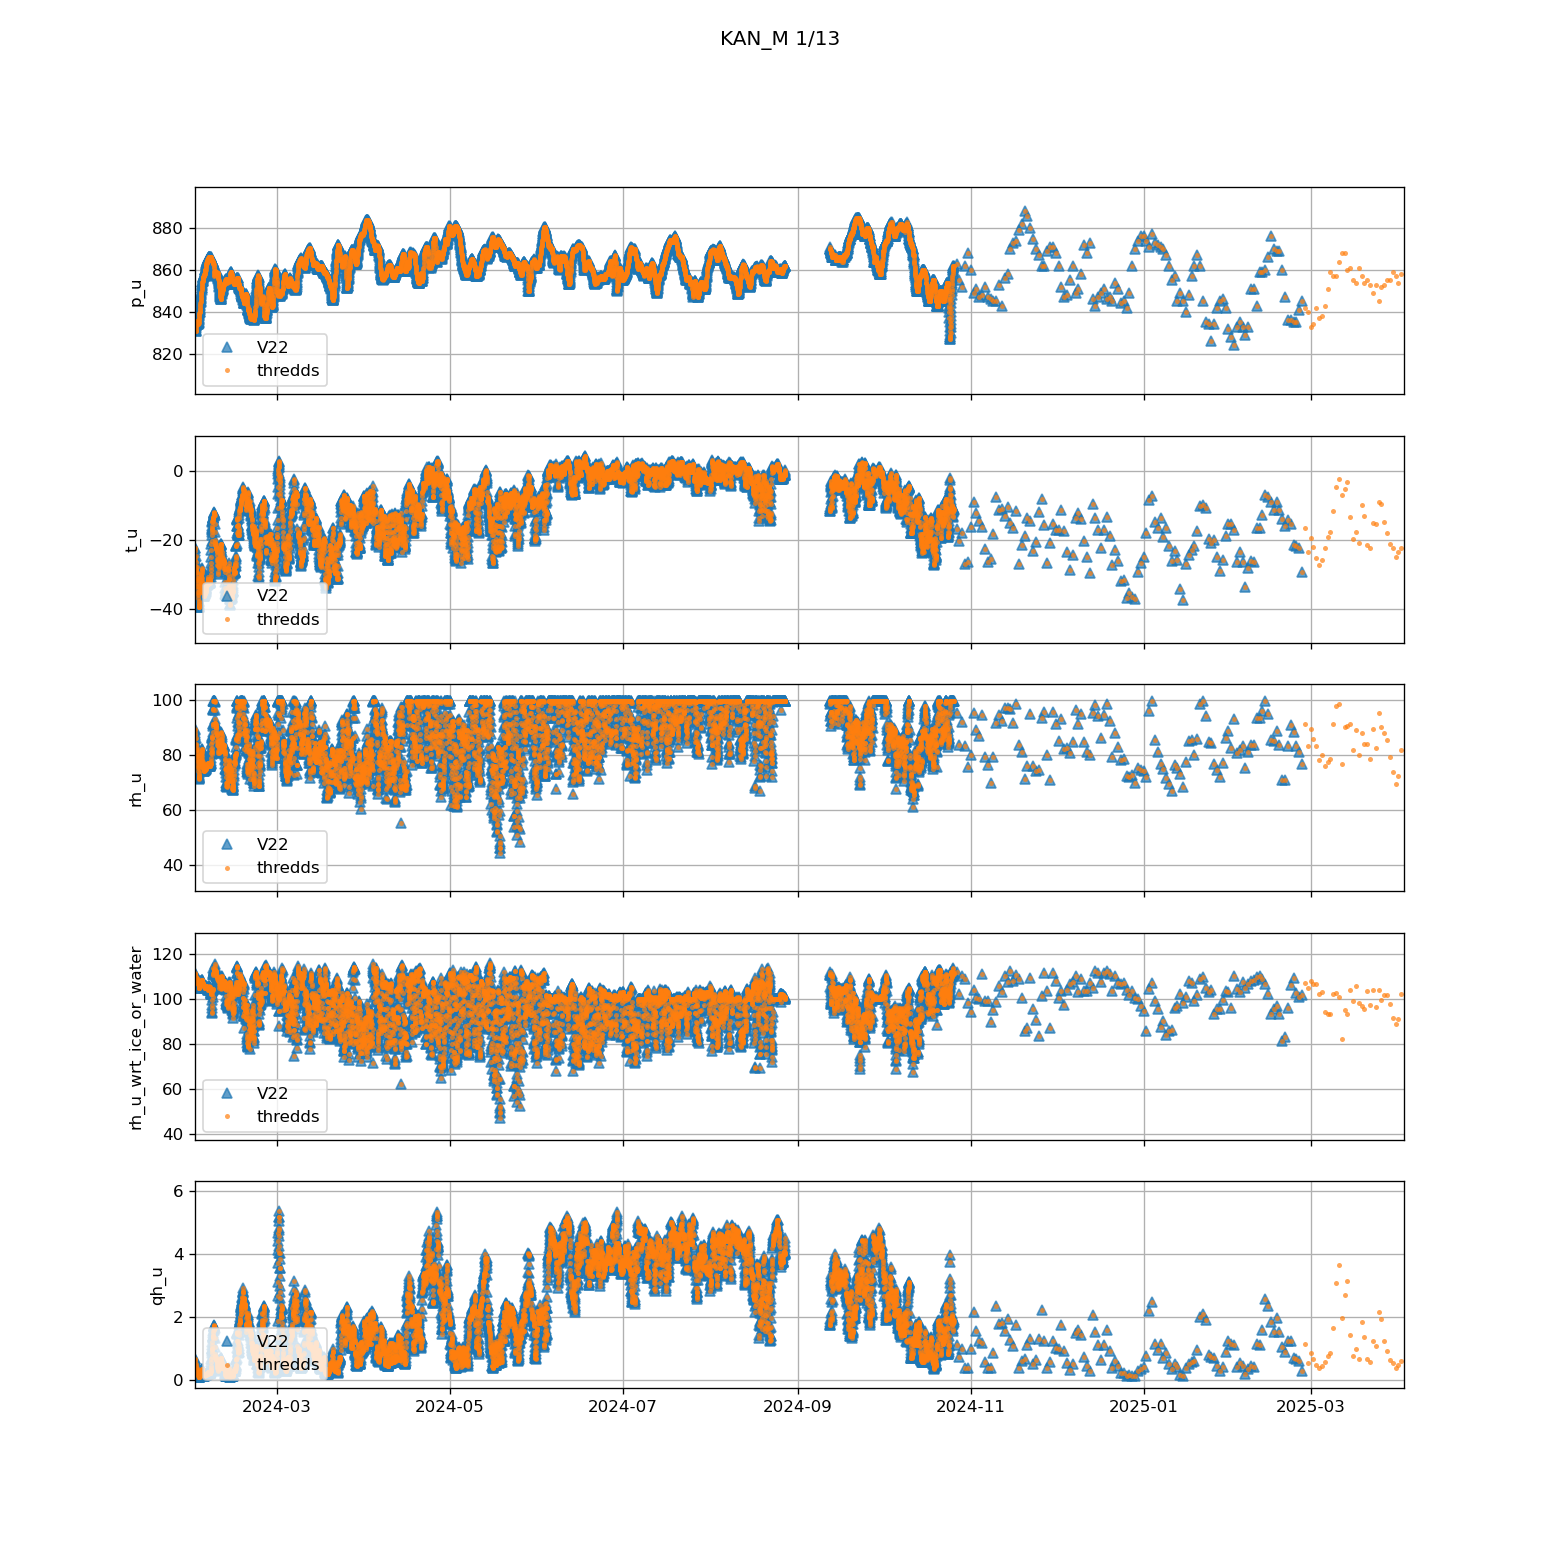 KAN_M 1/13
880
860
840
820
p_u
V22
thredds
0
−20
−40
t_u
V22
thredds
100
80
60
40
rh_u
V22
thredds
120
100
80
60
40
rh_u_wrt_ice_or_water
V22
thredds
6
4
2
0
qh_u
V22
thredds
2024-03
2024-05
2024-07
2024-09
2024-11
2025-01
2025-03